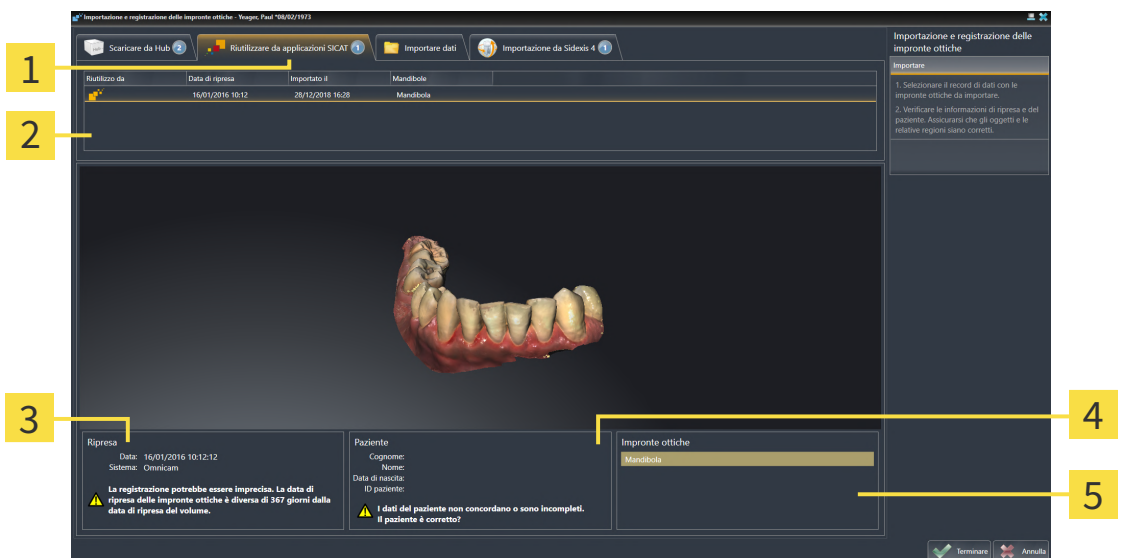 Importazione e registrazione delle impronte ottiche - Yeager, Paul *08/02/1973
Scaricare da Hub 2
Riutilizzare da applicazioni SICAT 1
Importare dati
Importazione da Sidexis 4 1
Importazione e registrazione delle
impronte ottiche
Importare
1. Selezionare il record di dati con le
impronte ottiche da importare.
2. Verificare le informazioni di ripresa e del
paziente. Assicurarsi che gli oggetti e le
relative regioni siano corretti.
1
Riutilizzo da Data di ripresa Importato il Mandibole
16/01/2016 10:12 28/12/2018 16:28 Mandibola
2
3
Ripresa
Data: 16/01/2016 10:12:12
Sistema: Omnicam
La registrazione potrebbe essere imprecisa. La data di
ripresa delle impronte ottiche è diversa di 367 giorni dalla
data di ripresa del volume.
Paziente
Cognome:
Nome:
Data di nascita:
ID paziente:
I dati del paziente non concordano o sono incompleti.
Il paziente è corretto?
Impronte ottiche
Mandibola
4
5
Terminare
Annulla